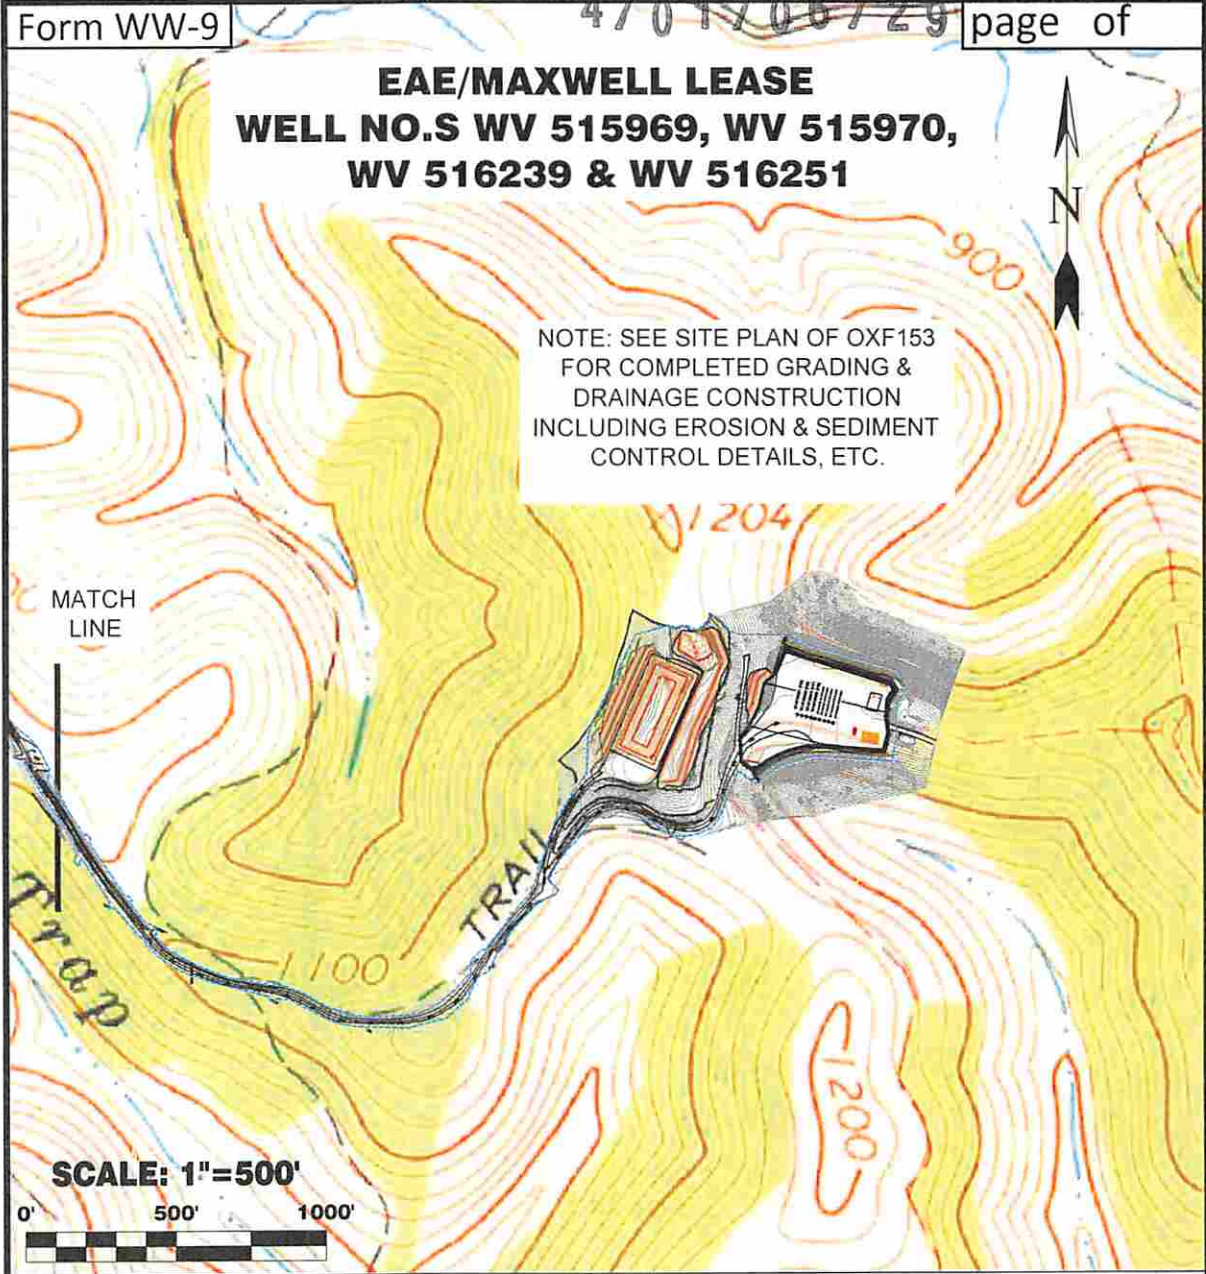 Form WW-9
page of
EAE/MAXWELL LEASE
WELL NO.S WV 515969, WV 515970,
WV 516239 & WV 516251
N
900
NOTE: SEE SITE PLAN OF OXF153
FOR COMPLETED GRADING &
DRAINAGE CONSTRUCTION
INCLUDING EROSION & SEDIMENT
CONTROL DETAILS, ETC.
1204
MATCH
LINE
TRAIL
Trap
1100
1200
SCALE: 1"=500'
0' 500' 1000'